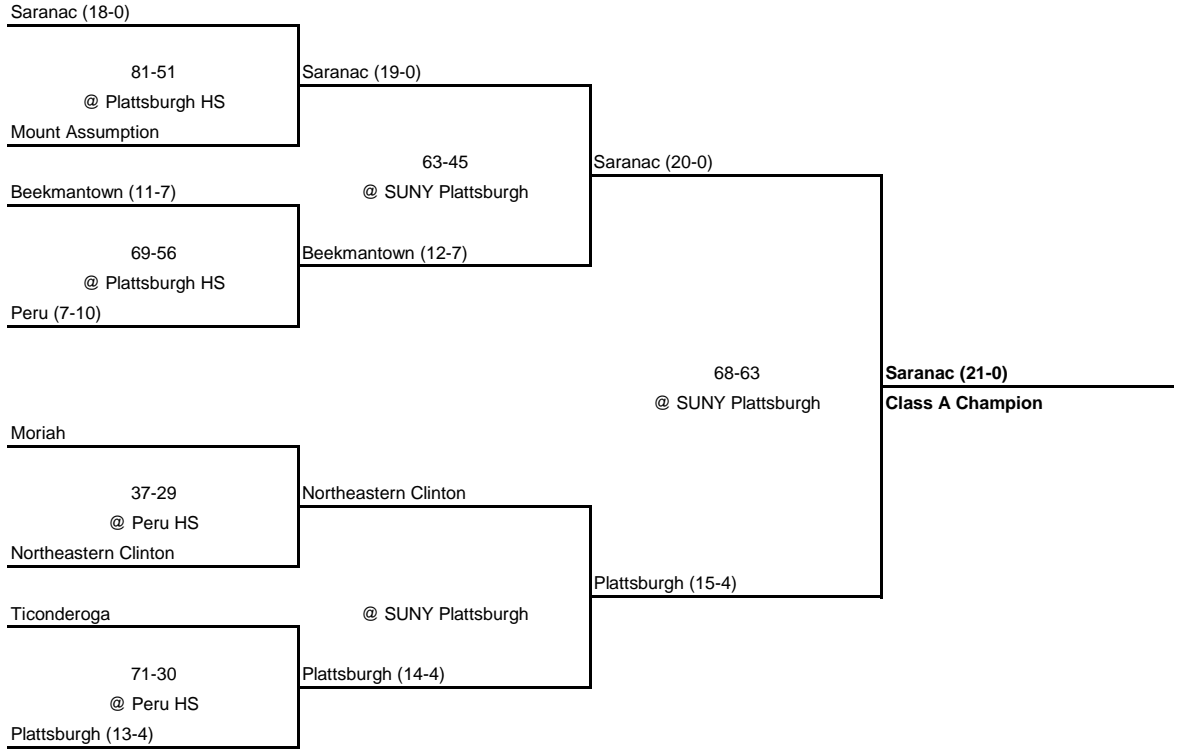 Saranac (18-0)
81-51
@ Plattsburgh HS
Mount Assumption
Saranac (19-0)
Beekmantown (11-7)
69-56
@ Plattsburgh HS
Peru (7-10)
Beekmantown (12-7)
63-45
@ SUNY Plattsburgh
Saranac (20-0)
Moriah
37-29
@ Peru HS
Northeastern Clinton
Northeastern Clinton
Ticonderoga
71-30
@ Peru HS
Plattsburgh (13-4)
Plattsburgh (14-4)
@ SUNY Plattsburgh
Plattsburgh (15-4)
68-63
@ SUNY Plattsburgh
Saranac (21-0)
Class A Champion